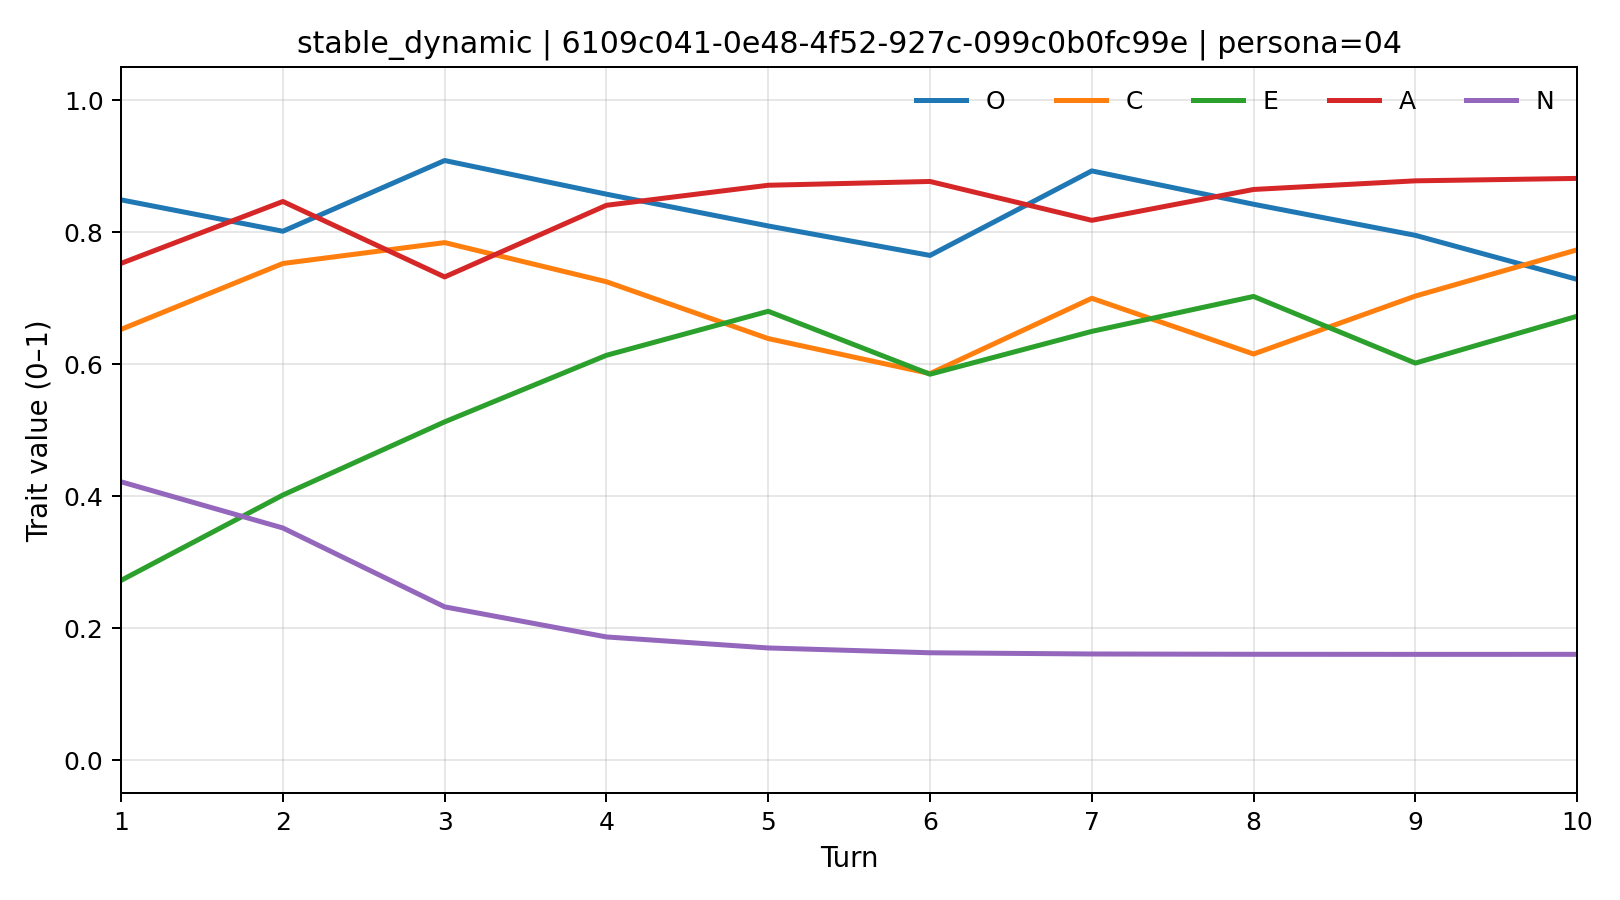 stable_dynamic | 6109c041-0e48-4f52-927c-099c0b0fc99e | persona=04
O C E A N
1.0
0.8
0.6
0.4
0.2
0.0
Trait value (0–1)
1 2 3 4 5 6 7 8 9 10
Turn